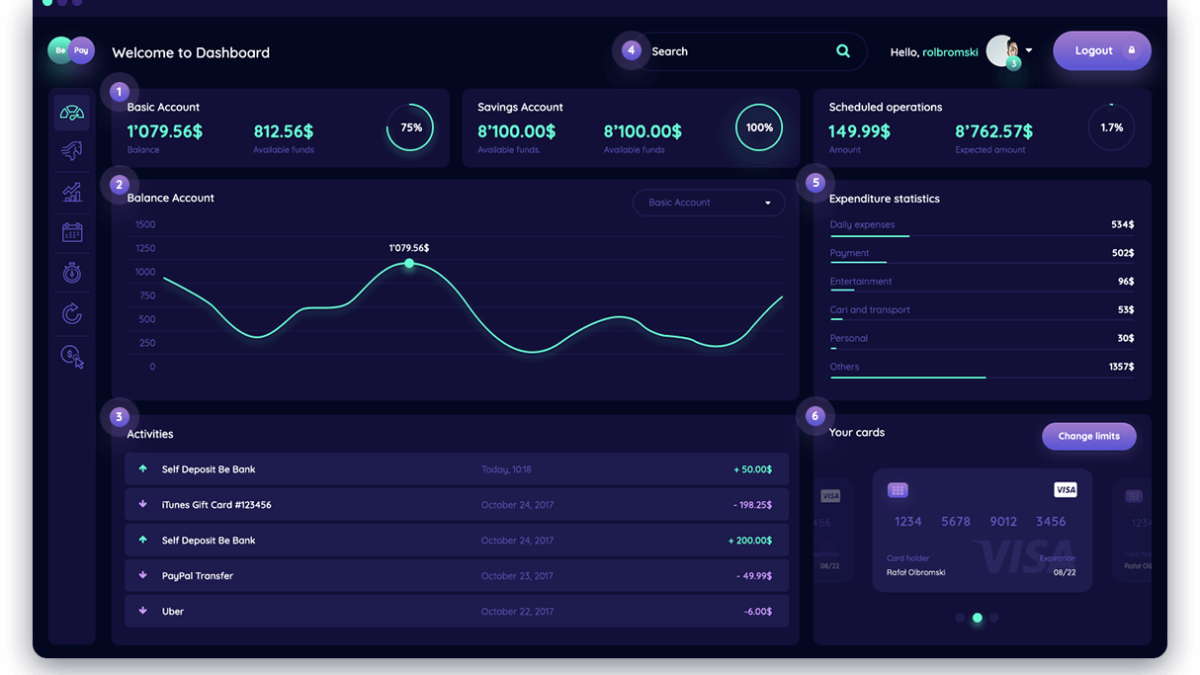 Be Pay
Welcome to Dashboard
4
Search
Hello, rolbromski
3
Logout
1
Basic Account
1'079.56$
812.56$
75%
Balance
Available funds
Savings Account
8'100.00$
8'100.00$
100%
Available funds.
Available funds
Scheduled operations
149.99$
8'762.57$
1.7%
Amount
Expected amount
2
Balance Account
Basic Account
1500
1250
1000
750
500
250
0
1'079.56$
5
Expenditure statistics
Daily expenses 534$
Payment 502$
Entertainment 96$
Carl and transport 53$
Personal 30$
Others 1357$
3
Activities
Self Deposit Be Bank Today, 10:18 + 50.00$
iTunes Gift Card #123456 October 24, 2017 - 198.25$
Self Deposit Be Bank October 24, 2017 + 200.00$
PayPal Transfer October 23, 2017 - 49.99$
Uber October 22, 2017 -6.00$
6
Your cards
Change limits
VISA
456
08/22
VISA
1234 5678 9012 3456
VISA
Card holder
Expiration
Rafał Olbromski
08/22
$